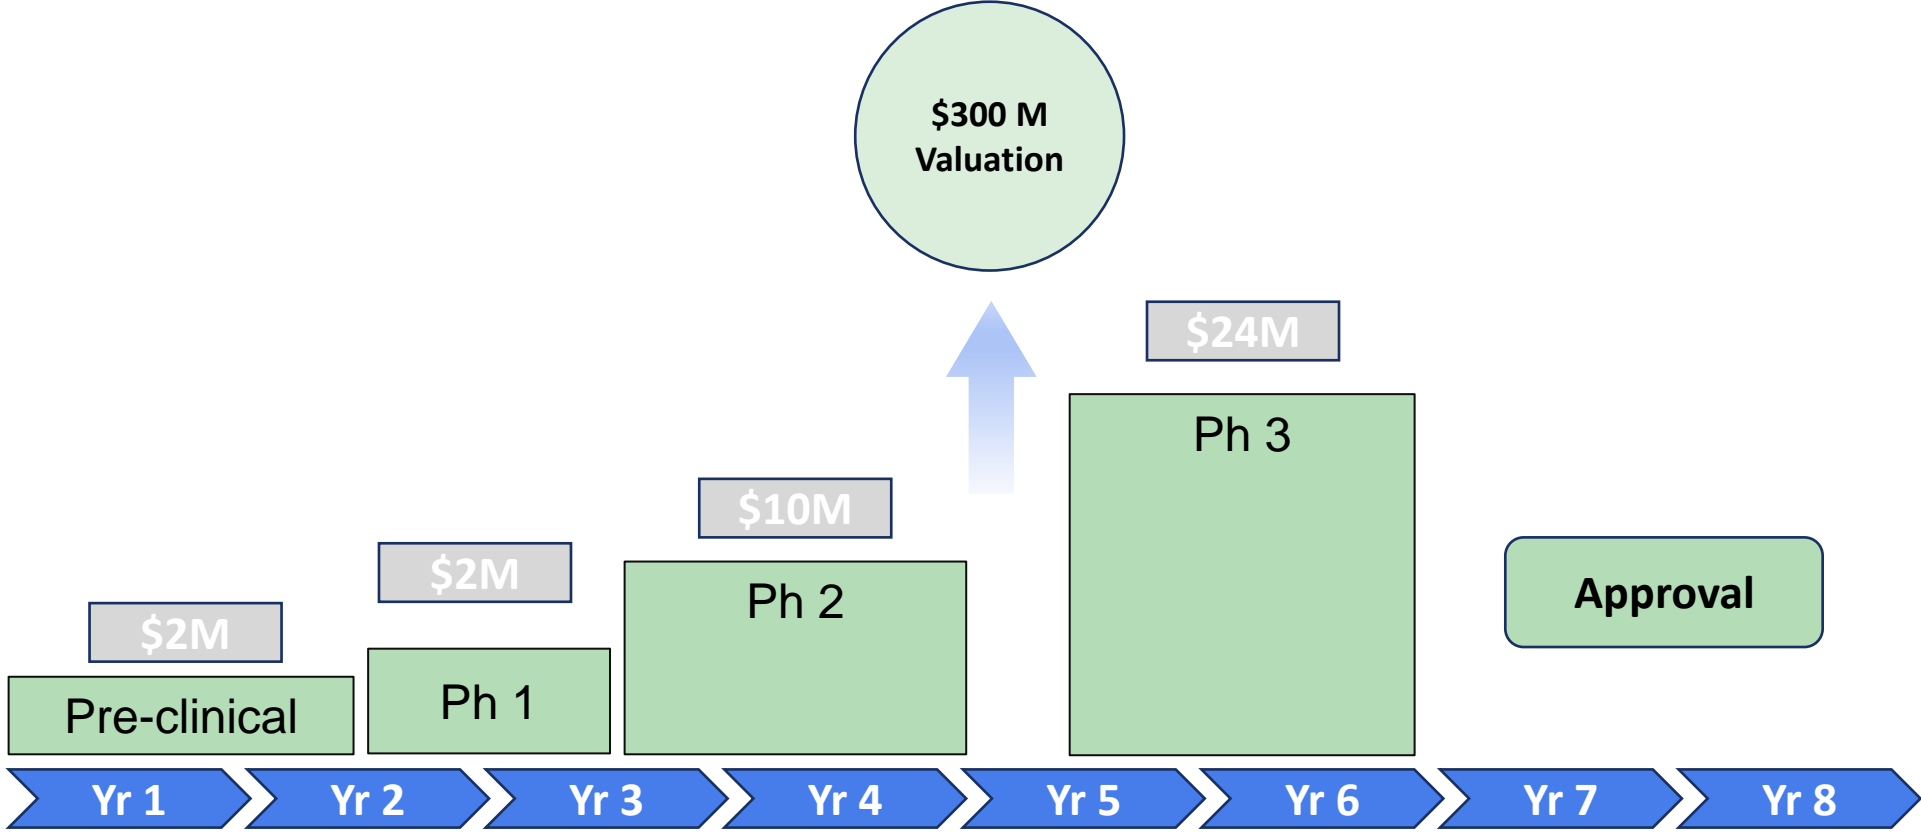 $300 M
Valuation
$24M
Ph 3
$10M
Ph 2
$2M
Ph 1
$2M
Pre-clinical
Approval
Yr 1
Yr 2
Yr 3
Yr 4
Yr 5
Yr 6
Yr 7
Yr 8